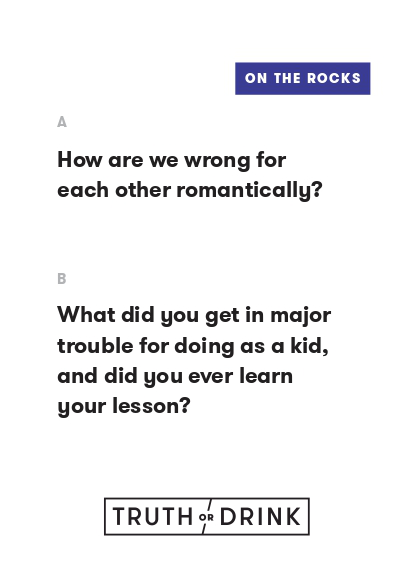 ON THE ROCKS
A
How are we wrong for
each other romantically?
B
What did you get in major
trouble for doing as a kid,
and did you ever learn
your lesson?
TRUTH OR DRINK